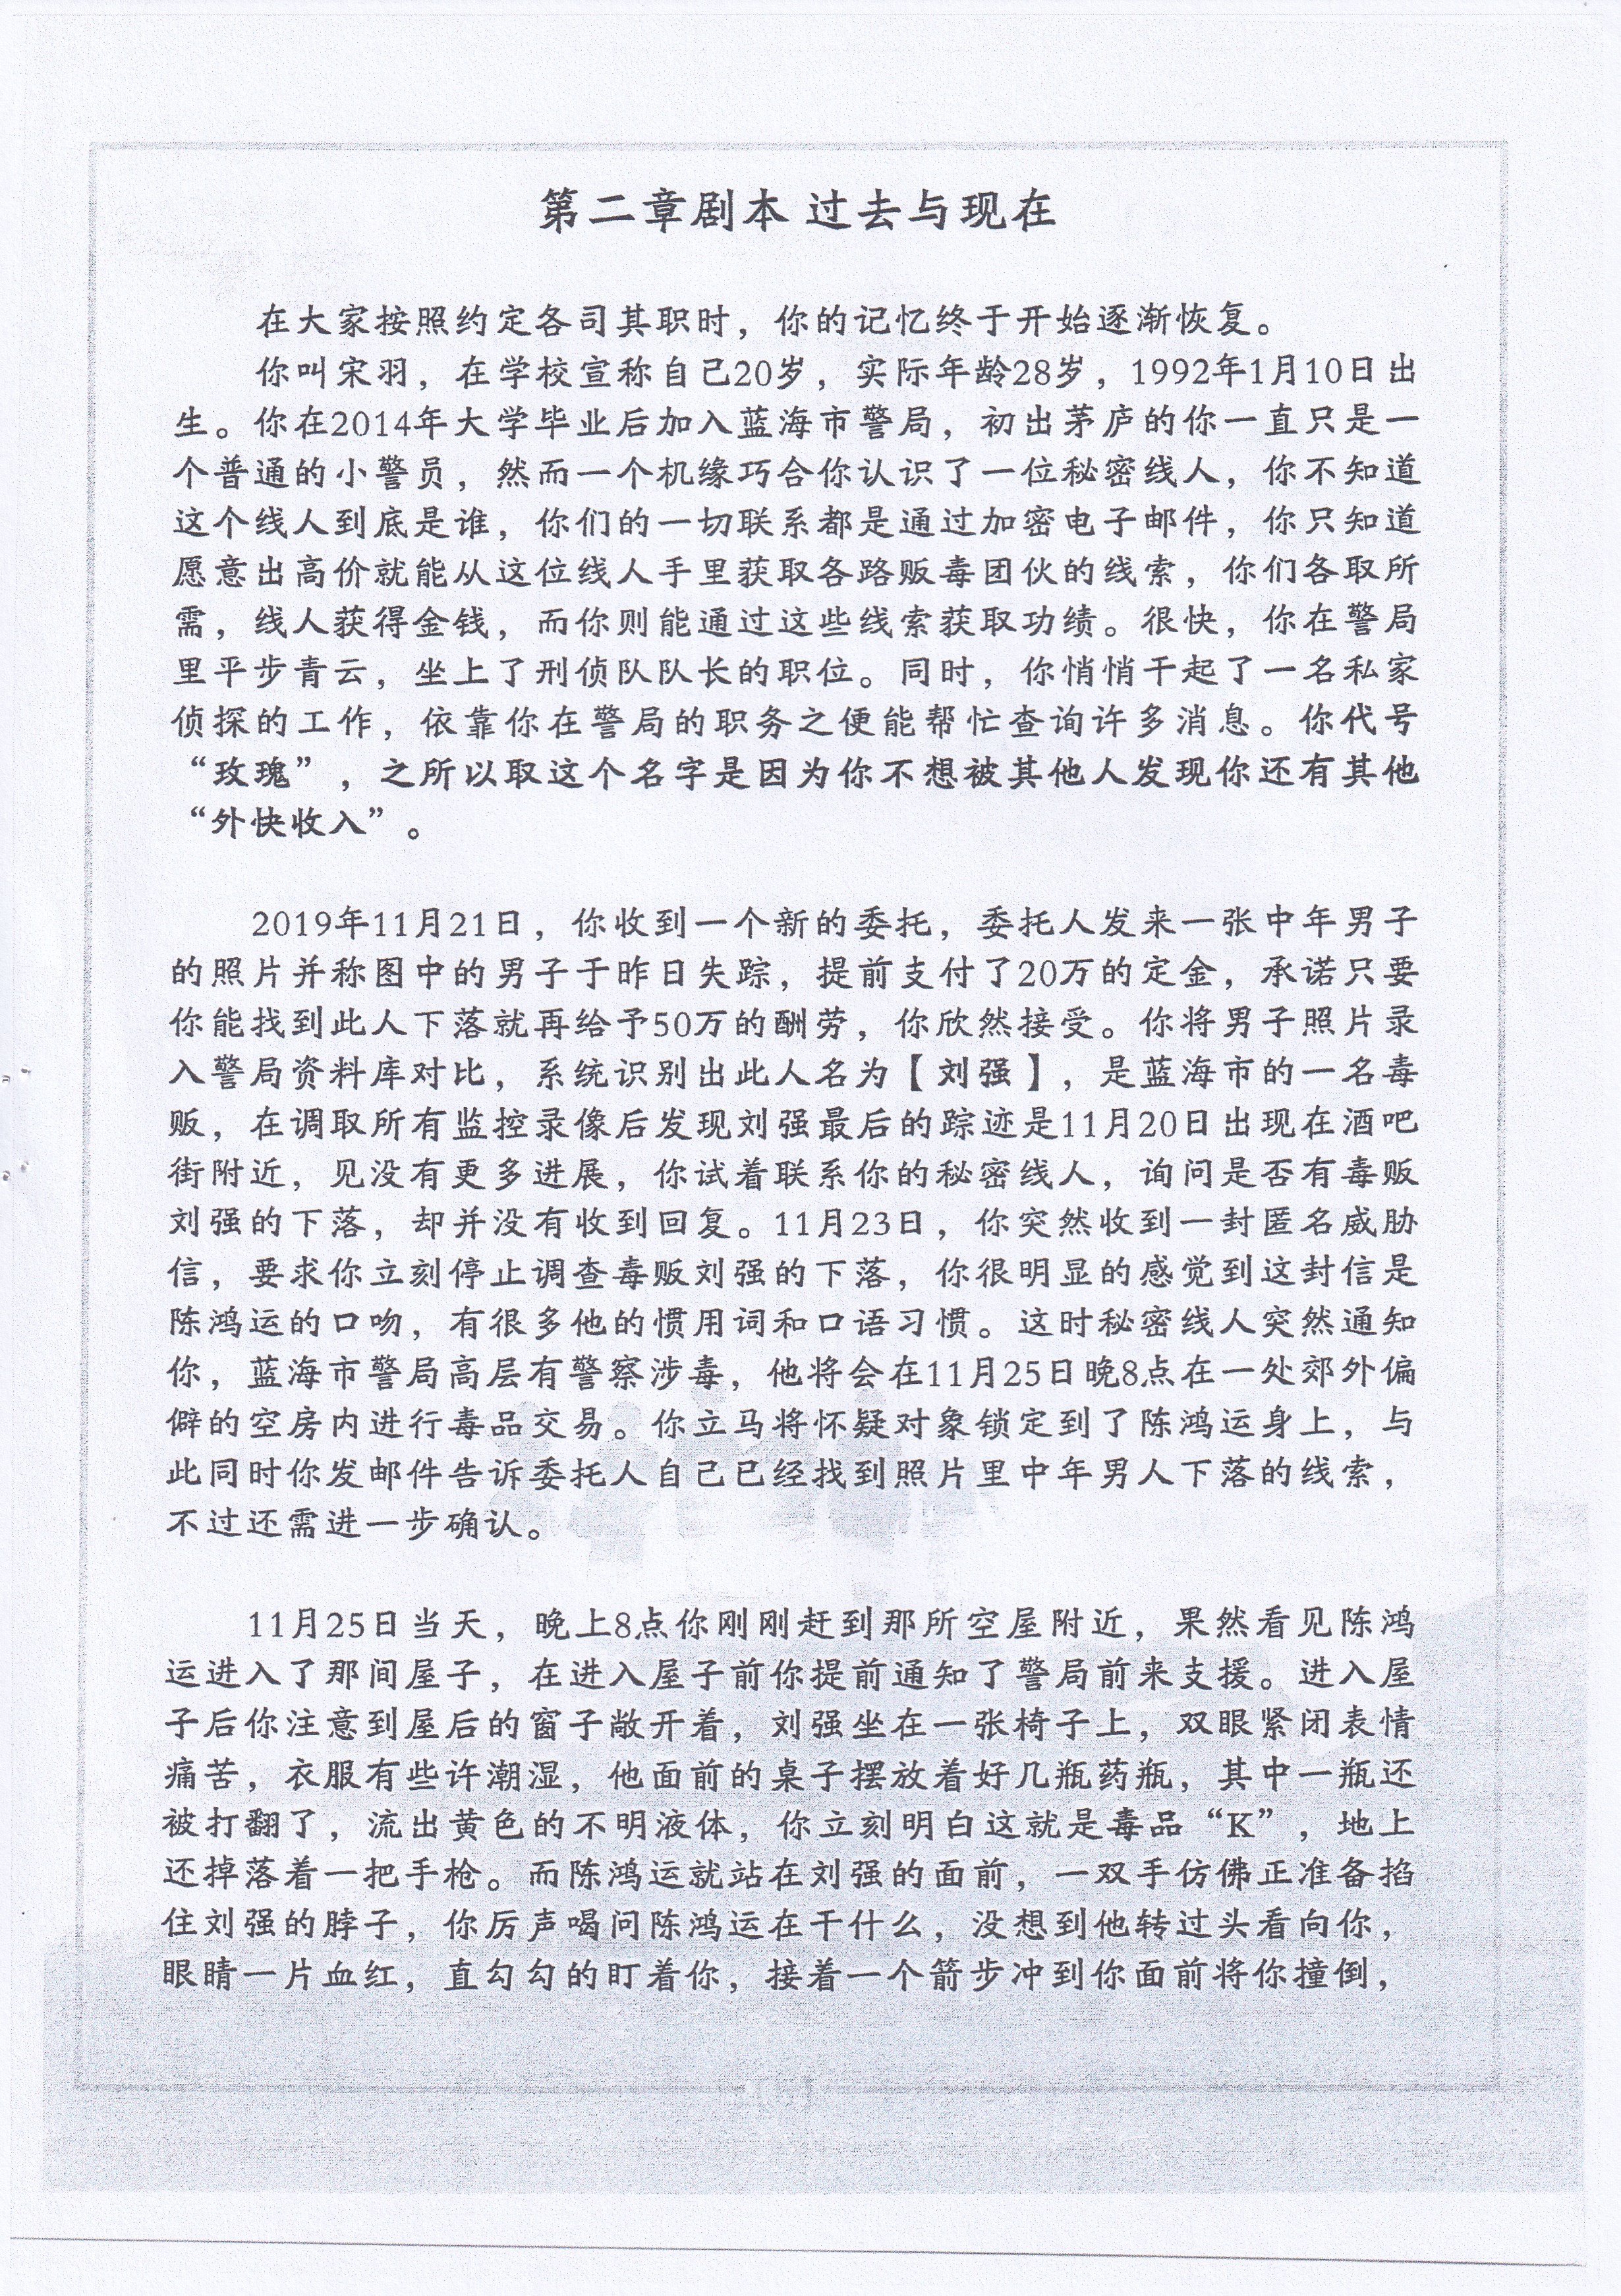 第二章剧本 过去与现在
在大家按照约定各司其职时，你的记忆终于开始逐渐恢复。
你叫宋羽，在学校宣称自己20岁，实际年龄28岁，1992年1月10日出
生。你在2014年大学毕业后加入蓝海市警局，初出茅庐的你一直只是一
个普通的小警员，然而一个机缘巧合你认识了一位秘密线人，你不知道
这个线人到底是谁，你们的一切联系都是通过加密电子邮件，你只知道
愿意出高价就能从这位线人手里获取各路贩毒团伙的线索，你们各取所
需，线人获得金钱，而你则能通过这些线索获取功绩。很快，你在警局
里平步青云，坐上了刑侦队队长的职位。同时，你悄悄干起了一名私家
侦探的工作，依靠你在警局的职务之便能帮忙查询许多消息。你代号
“玫瑰”，之所以取这个名字是因为你不想被其他人发现你还有其他
“外快收入”。
2019年11月21日，你收到一个新的委托，委托人发来一张中年男子
的照片并称图中的男子于昨日失踪，提前支付了20万的定金，承诺只要
你能找到此人下落就再给予50万的酬劳，你欣然接受。你将男子照片录
入警局资料库对比，系统识别出此人名为【刘强】，是蓝海市的一名毒
贩，在调取所有监控录像后发现刘强最后的踪迹是11月20日出现在酒吧
街附近，见没有更多进展，你试着联系你的秘密线人，询问是否有毒贩
刘强的下落，却并没有收到回复。11月23日，你突然收到一封匿名威胁
信，要求你立刻停止调查毒贩刘强的下落，你很明显的感觉到这封信是
陈鸿运的口吻，有很多他的惯用词和口语习惯。这时秘密线人突然通知
你，蓝海市警局高层有警察涉毒，他将会在11月25日晚8点在一处郊外偏
僻的空房内进行毒品交易。你立马将怀疑对象锁定到了陈鸿运身上，与
此同时你发邮件告诉委托人自己已经找到照片里中年男人下落的线索，
不过还需进一步确认。
11月25日当天，晚上8点你刚刚赶到那所空屋附近，果然看见陈鸿
运进入了那间屋子，在进入屋子前你提前通知了警局前来支援。进入屋
子后你注意到屋后的窗子敞开着，刘强坐在一张椅子上，双眼紧闭表情
痛苦，衣服有些许潮湿，他面前的桌子摆放着好几瓶药瓶，其中一瓶还
被打翻了，流出黄色的不明液体，你立刻明白这就是毒品“K”，地上
还掉落着一把手枪。而陈鸿运就站在刘强的面前，一双手仿佛正准备掐
住刘强的脖子，你厉声喝问陈鸿运在干什么，没想到他转过头看向你，
眼睛一片血红，直勾勾的盯着你，接着一个箭步冲到你面前将你撞倒，